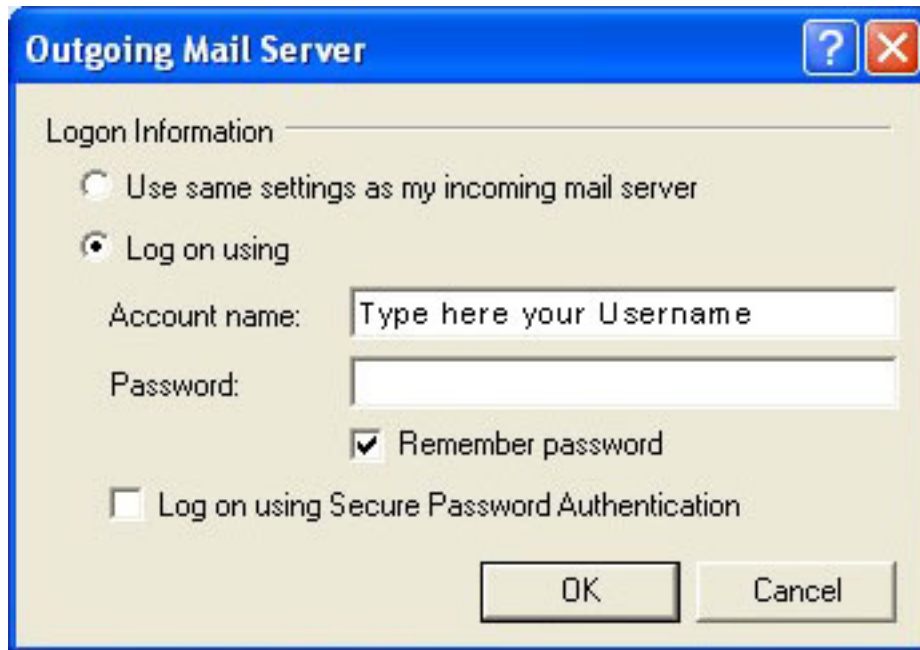 Outgoing Mail Server
Logon Information
Use same settings as my incoming mail server
Log on using
Account name: Type here your Username
Password:
Remember password
Log on using Secure Password Authentication
OK Cancel